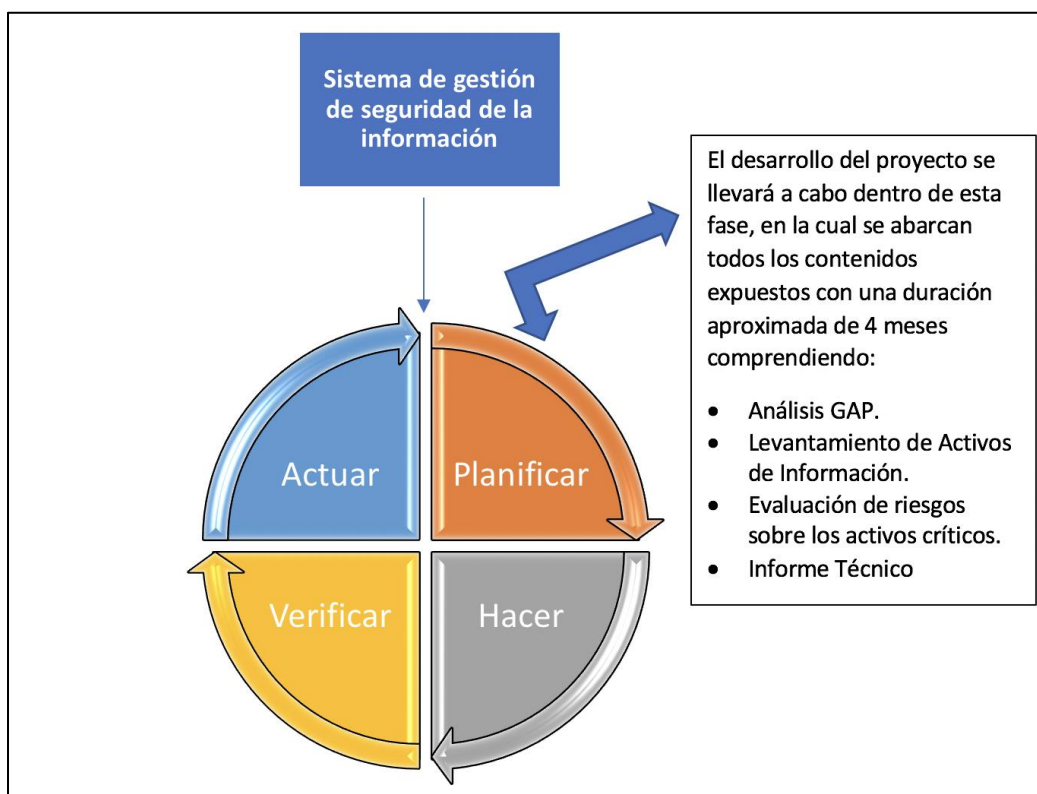 Sistema de gestión
de seguridad de la
información
El desarrollo del proyecto se
llevará a cabo dentro de esta
fase, en la cual se abarcan
todos los contenidos
expuestos con una duración
aproximada de 4 meses
comprendiendo:
• Análisis GAP.
• Levantamiento de Activos
de Información.
• Evaluación de riesgos
sobre los activos críticos.
• Informe Técnico
Actuar
Planificar
Verificar
Hacer